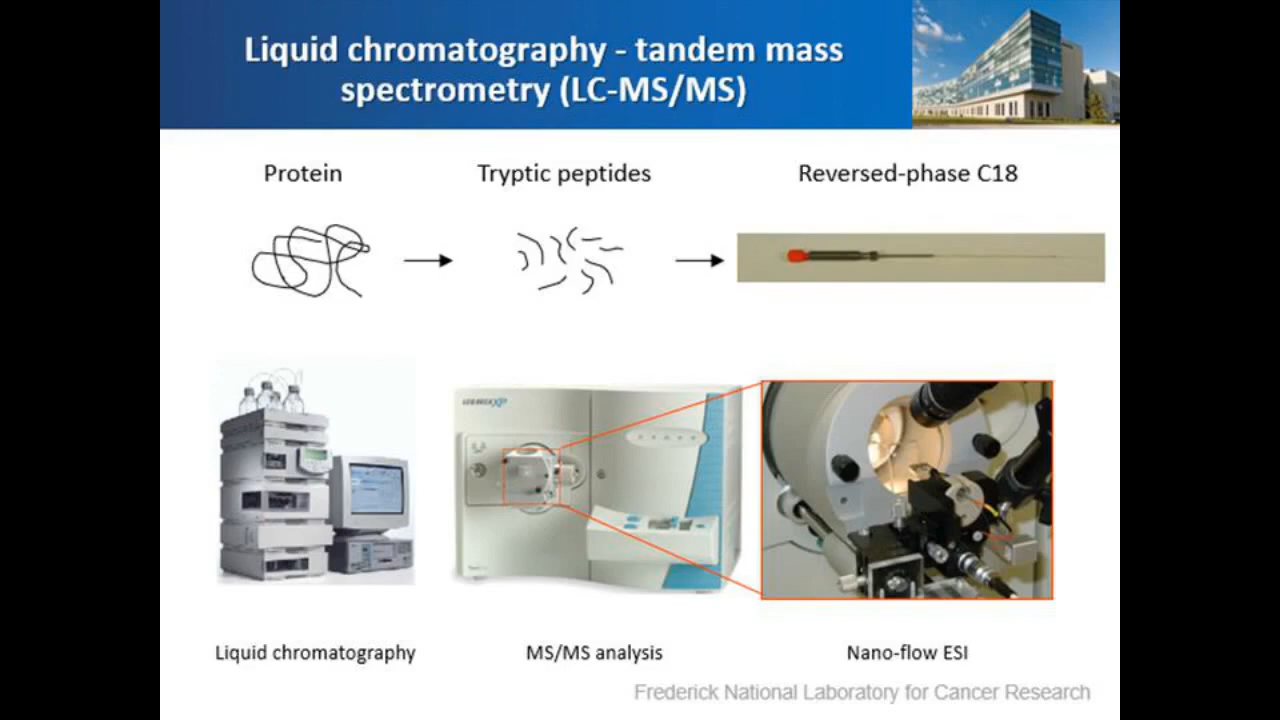 Liquid chromatography - tandem mass
spectrometry (LC-MS/MS)
Protein
Tryptic peptides
Reversed-phase C18
Liquid chromatography
MS/MS analysis
Nano-flow ESI
Frederick National Laboratory for Cancer Research